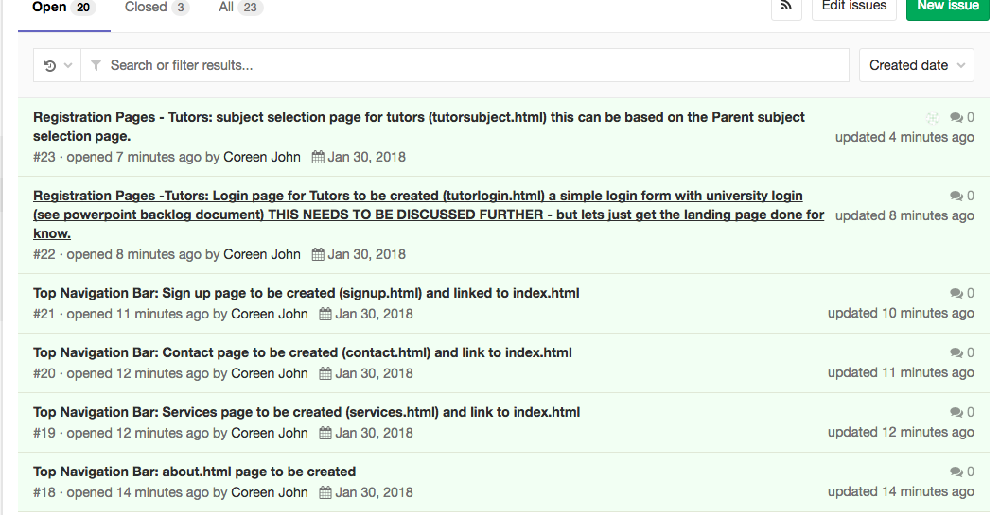 Open 20 Closed 3 All 23 Edit issues New issue
Search or filter results... Created date
Registration Pages - Tutors: subject selection page for tutors (tutorsubject.html) this can be based on the Parent subject 0
selection page. updated 4 minutes ago
#23 · opened 7 minutes ago by Coreen John Jan 30, 2018
Registration Pages -Tutors: Login page for Tutors to be created (tutorlogin.html) a simple login form with university login 0
(see powerpoint backlog document) THIS NEEDS TO BE DISCUSSED FURTHER - but lets just get the landing page done for updated 8 minutes ago
know.
#22 · opened 8 minutes ago by Coreen John Jan 30, 2018
Top Navigation Bar: Sign up page to be created (signup.html) and linked to index.html 0
#21 · opened 11 minutes ago by Coreen John Jan 30, 2018 updated 10 minutes ago
Top Navigation Bar: Contact page to be created (contact.html) and link to index.html 0
#20 · opened 12 minutes ago by Coreen John Jan 30, 2018 updated 11 minutes ago
Top Navigation Bar: Services page to be created (services.html) and link to index.html 0
#19 · opened 12 minutes ago by Coreen John Jan 30, 2018 updated 12 minutes ago
Top Navigation Bar: about.html page to be created 0
#18 · opened 14 minutes ago by Coreen John Jan 30, 2018 updated 14 minutes ago